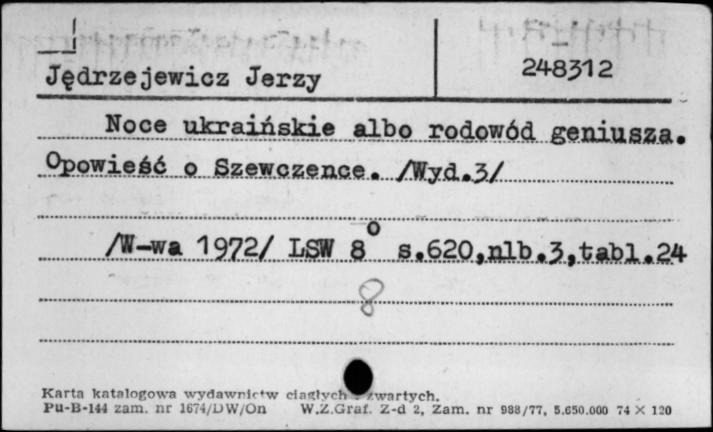 Jędrzejewicz Jerzy 248312
Noce ukraińskie albo rodowód geniusza.
Opowieść o Szewczence. /Wyd.3/
/W-wa 1972/ LSW 8° s.620,nlb.3,tabl.24
8
Karta katalogowa wydawnictw ciągłych i zwartych.
Pu-B-144 zam. nr 1674/DW/On W.Z.Graf. Z-d 2, Zam. nr 988/77, 5.650.000 74 × 120